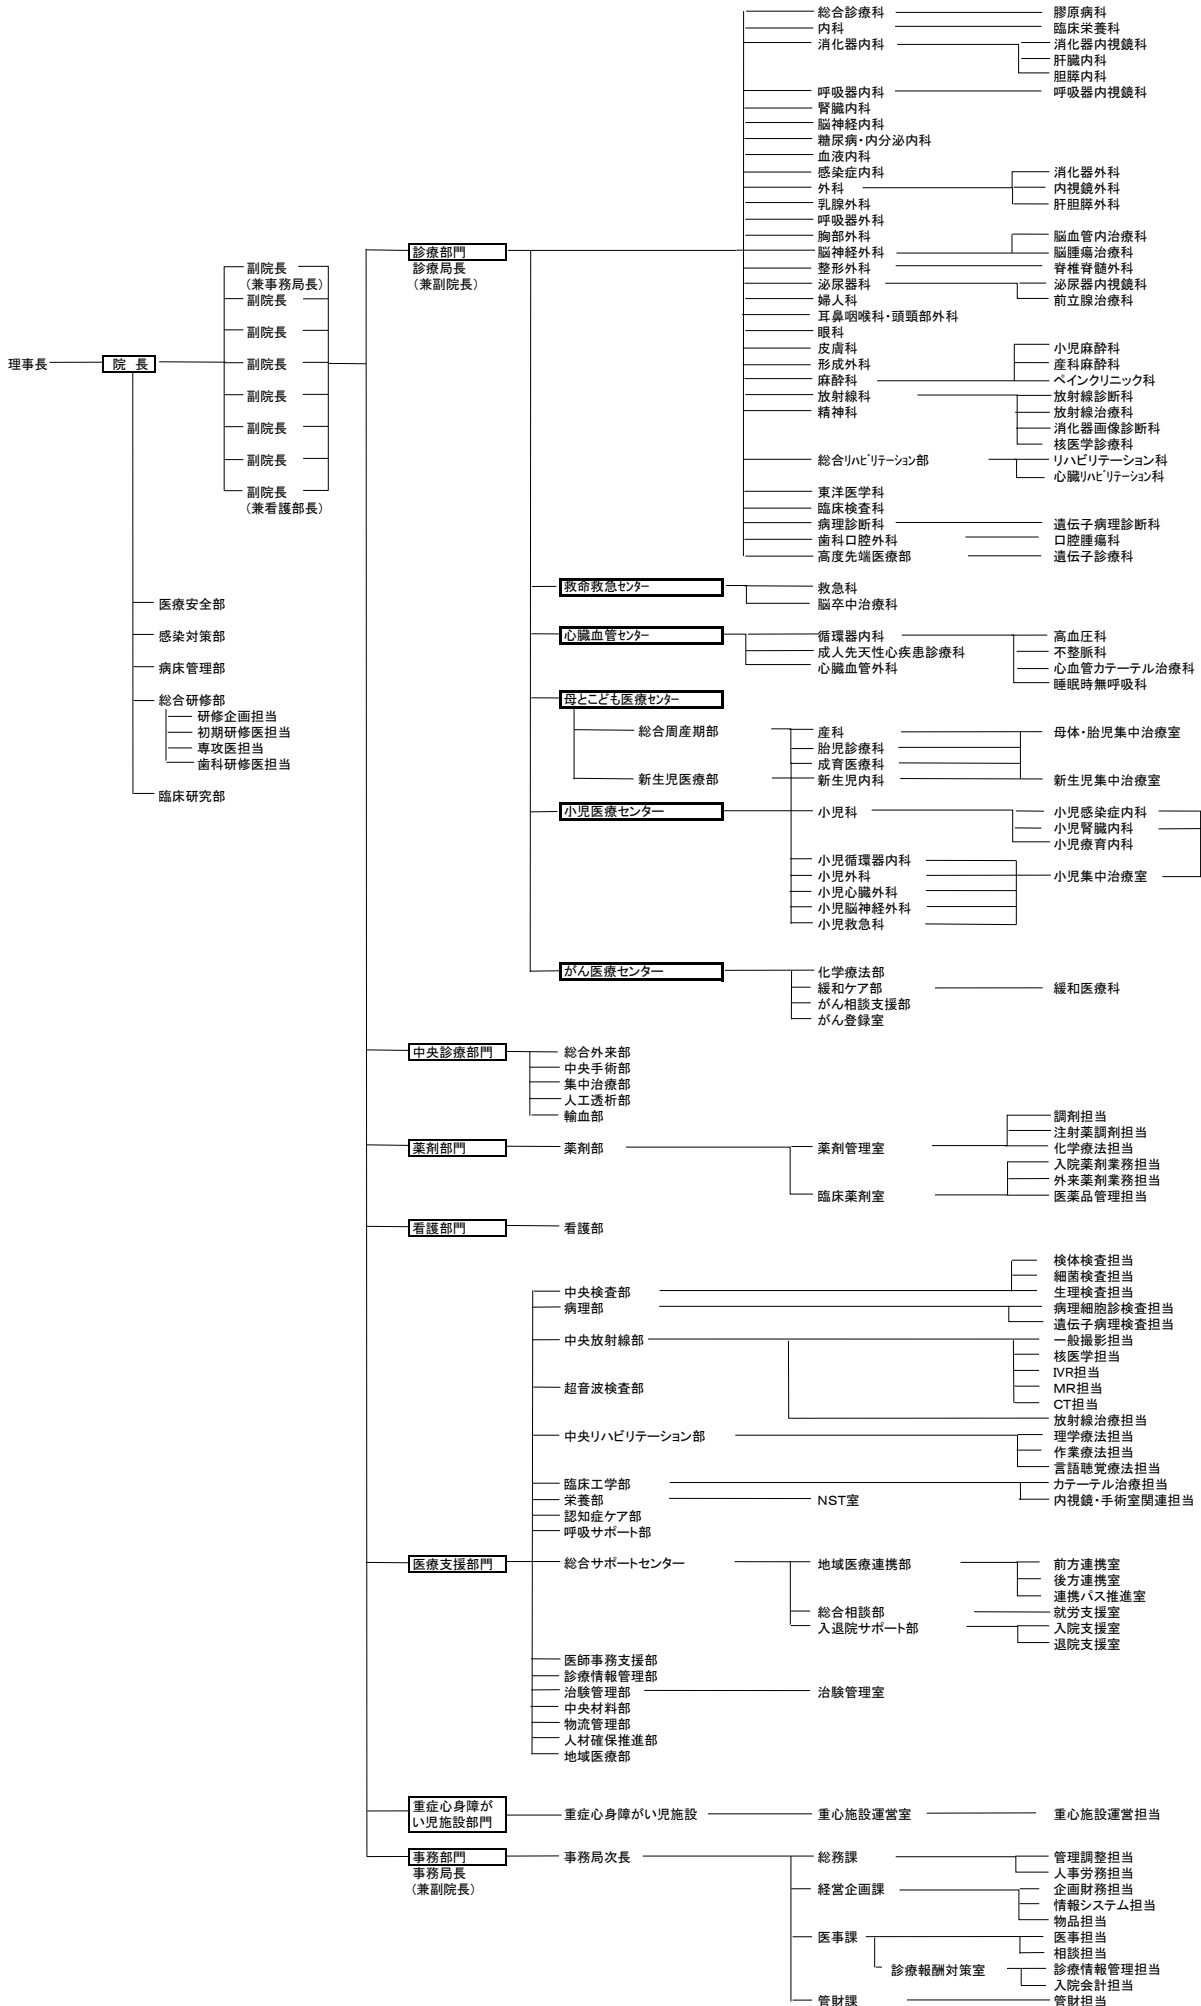 総合診療科 膠原病科
内科 臨床栄養科
消化器内科 消化器内視鏡科
肝臓内科
胆膵内科
呼吸器内科 呼吸器内視鏡科
腎臓内科
脳神経内科
糖尿病・内分泌内科
血液内科
感染症内科 消化器外科
外科 内視鏡外科
乳腺外科 肝胆膵外科
呼吸器外科
胸部外科 脳血管内治療科
診療部門 脳神経外科 脳腫瘍治療科
診療局長 整形外科 脊椎脊髄外科
(兼副院長) 泌尿器科 泌尿器内視鏡科
婦人科 前立腺治療科
耳鼻咽喉科・頭頸部外科
眼科
皮膚科 小児麻酔科
形成外科 産科麻酔科
麻酔科 ペインクリニック科
放射線科 放射線診断科
精神科 放射線治療科
消化器画像診断科
核医学診療科
総合リハビリテーション部 リハビリテーション科
心臓リハビリテーション科
東洋医学科
臨床検査科
病理診断科 遺伝子病理診断科
歯科口腔外科 口腔腫瘍科
高度先端医療部 遺伝子診療科
副院長
(兼事務局長)
副院長
副院長
理事長 院 長 副院長
副院長
副院長
副院長
副院長
(兼看護部長)
医療安全部
感染対策部
病床管理部
総合研修部
研修企画担当
初期研修医担当
専攻医担当
歯科研修医担当
臨床研究部
救命救急センター 救急科
脳卒中治療科
心臓血管センター 循環器内科 高血圧科
成人先天性心疾患診療科 不整脈科
心臓血管外科 心血管カテーテル治療科
睡眠時無呼吸科
母とこども医療センター
総合周産期部 産科 母体・胎児集中治療室
胎児診療科
成育医療科
新生児医療部 新生児内科 新生児集中治療室
小児医療センター 小児科 小児感染症内科
小児腎臓内科
小児療育内科
小児循環器内科
小児外科 小児集中治療室
小児心臓外科
小児脳神経外科
小児救急科
がん医療センター 化学療法部
緩和ケア部 緩和医療科
がん相談支援部
がん登録室
中央診療部門 総合外来部
中央手術部
集中治療部
人工透析部
輸血部
調剤担当
注射薬調剤担当
薬剤部門 薬剤部 薬剤管理室 化学療法担当
入院薬剤業務担当
外来薬剤業務担当
臨床薬剤室 医薬品管理担当
看護部門 看護部
検体検査担当
細菌検査担当
中央検査部 生理検査担当
病理部 病理細胞診検査担当
遺伝子病理検査担当
中央放射線部 一般撮影担当
核医学担当
IVR担当
超音波検査部 MR担当
CT担当
放射線治療担当
中央リハビリテーション部 理学療法担当
作業療法担当
言語聴覚療法担当
臨床工学部 カテーテル治療担当
栄養部 NST室 内視鏡・手術室関連担当
認知症ケア部
呼吸サポート部
医療支援部門 総合サポートセンター 地域医療連携部 前方連携室
後方連携室
連携パス推進室
総合相談部 就労支援室
入退院サポート部 入院支援室
退院支援室
医師事務支援部
診療情報管理部
治験管理部 治験管理室
中央材料部
物流管理部
人材確保推進部
地域医療部
重症心身障が
い児施設部門 重症心身障がい児施設 重心施設運営室 重心施設運営担当
事務部門 事務局次長 総務課 管理調整担当
事務局長 人事労務担当
(兼副院長) 経営企画課 企画財務担当
情報システム担当
物品担当
医事課 医事担当
相談担当
診療報酬対策室 診療情報管理担当
入院会計担当
管財課 管財担当